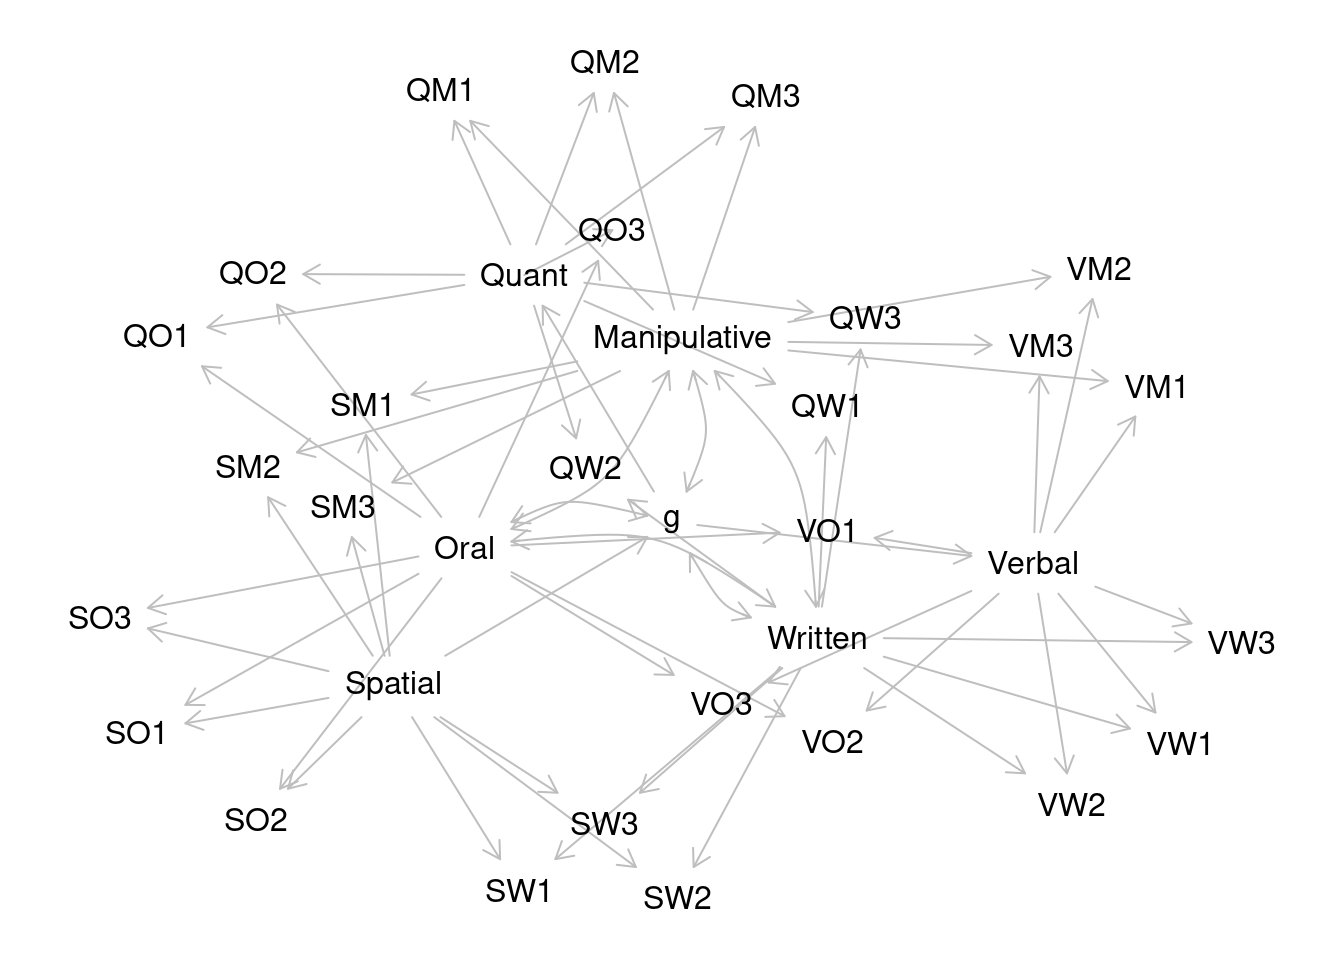 QM2
QM1
QM3
QO3
QO2
Quant
VM2
QW3
QO1
Manipulative
VM3
VM1
SM1
QW1
SM2
QW2
SM3
g
VO1
Oral
Verbal
SO3
Written
VW3
Spatial
VO3
SO1
VO2
VW1
VW2
SO2
SW3
SW1
SW2